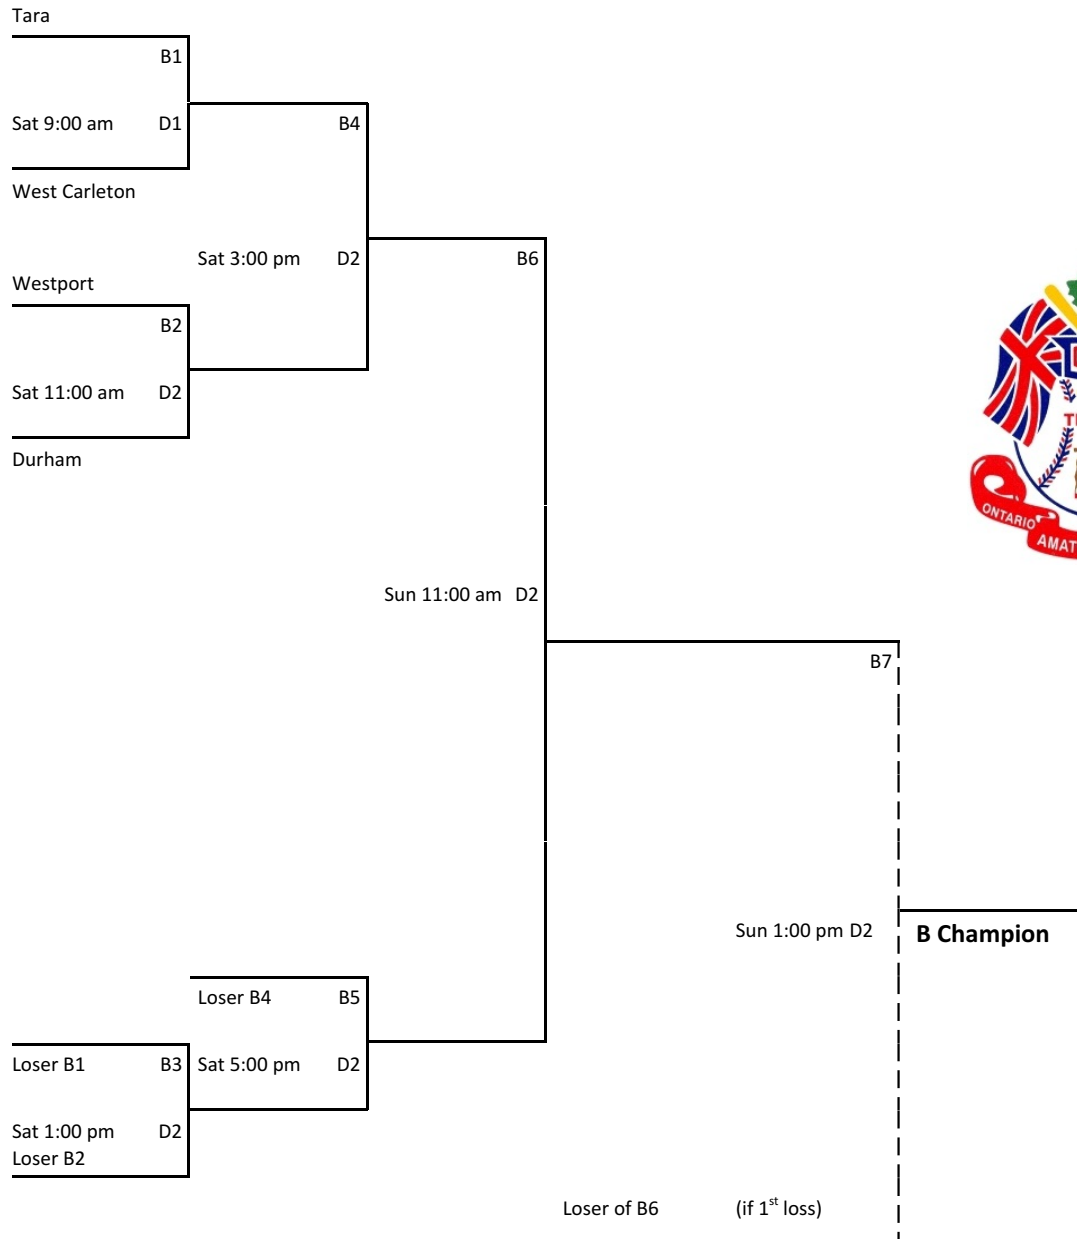 Tara
B1
Sat 9:00 am D1
B4
West Carleton
Sat 3:00 pm D2
B6
Westport
B2
Sat 11:00 am D2
Durham
ONTARIO
Sun 11:00 am D2
B7
Sun 1:00 pm D2
B Champion
Loser B4 B5
Loser B1 B3
Sat 5:00 pm D2
Sat 1:00 pm D2
Loser B2
Loser of B6 (if 1st loss)